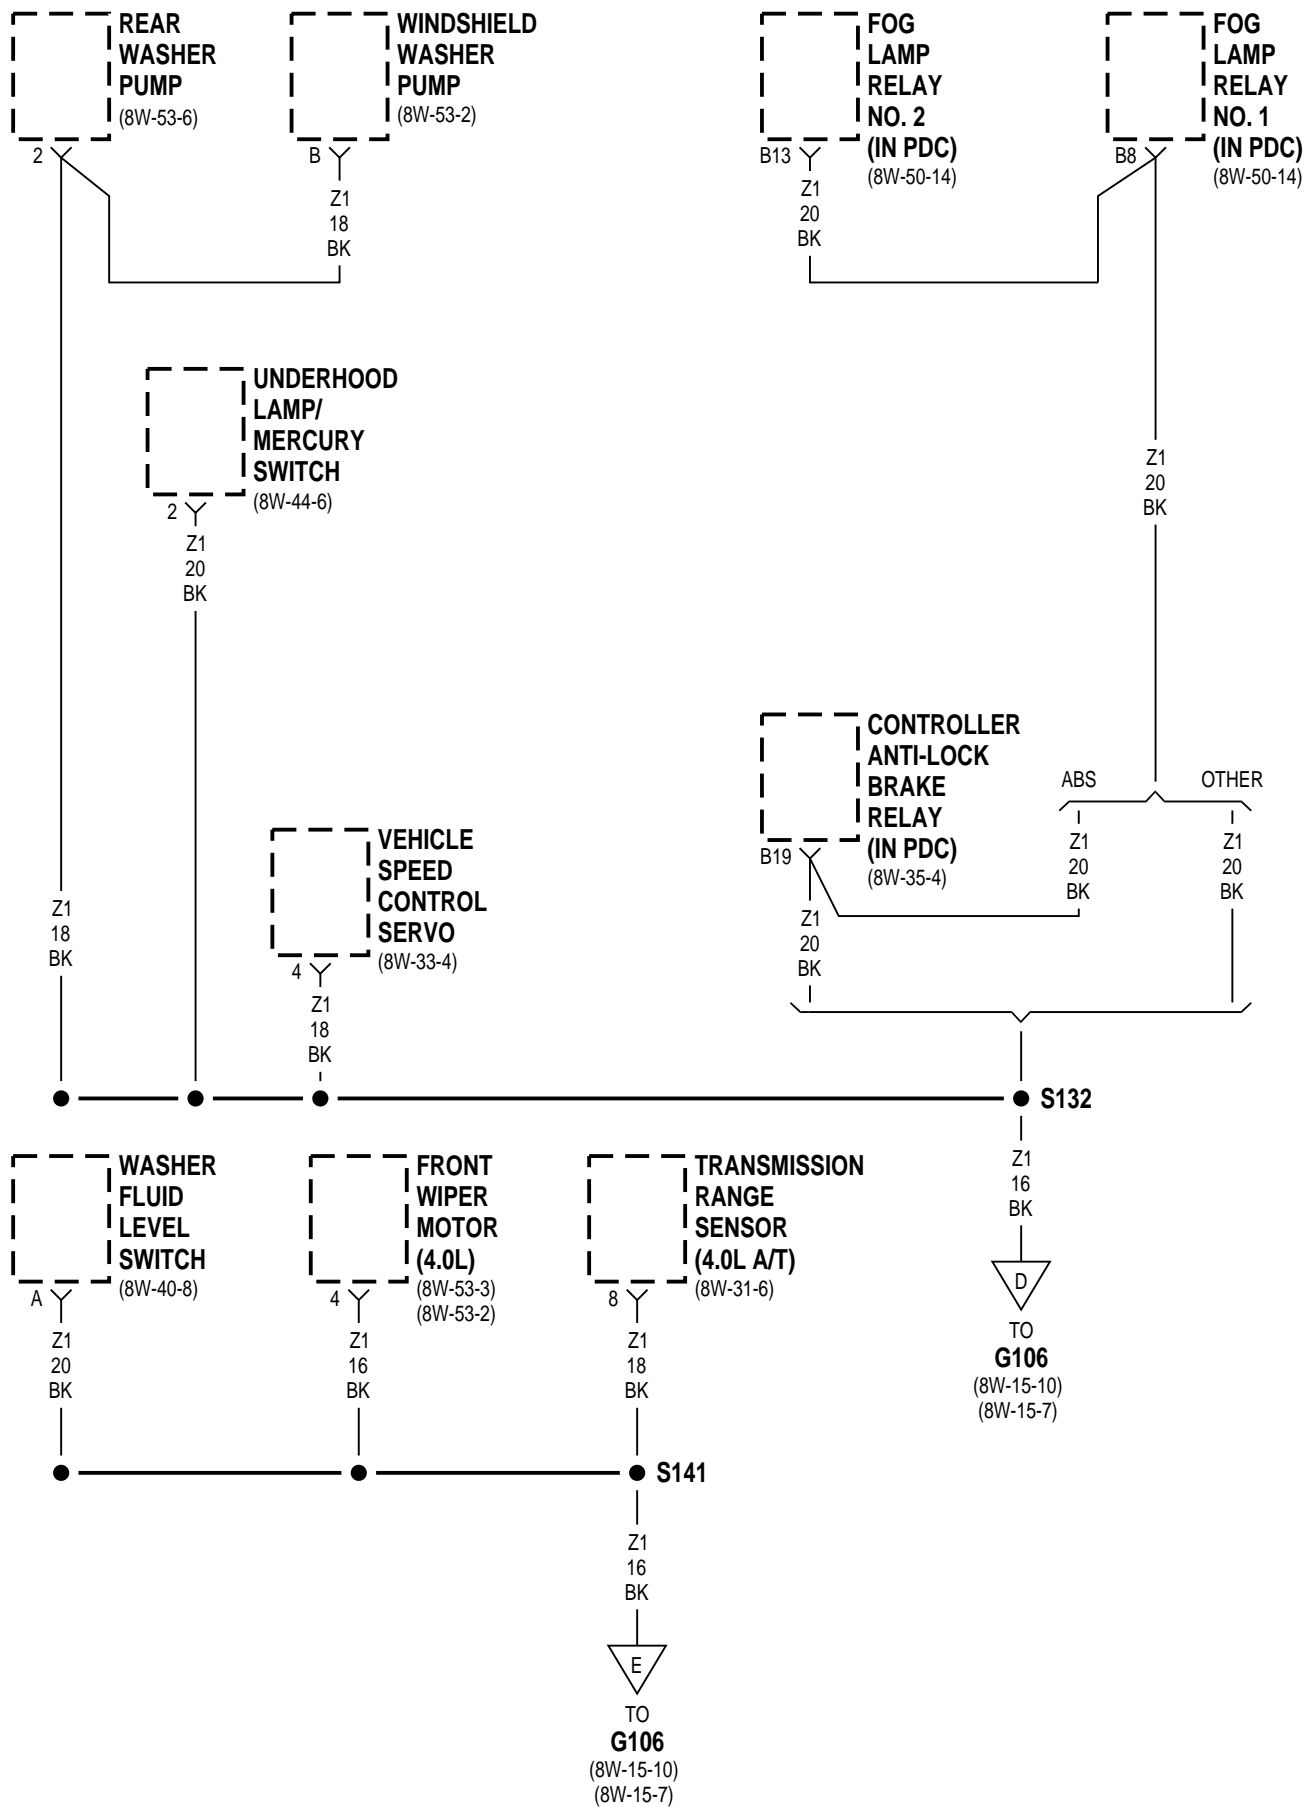 REAR
WASHER
PUMP
(8W-53-6)
2
WINDSHIELD
WASHER
PUMP
(8W-53-2)
B
Z1
18
BK
FOG
LAMP
RELAY
NO. 2
(IN PDC)
(8W-50-14)
B13
Z1
20
BK
FOG
LAMP
RELAY
NO. 1
(IN PDC)
(8W-50-14)
B8
Z1
20
BK
UNDERHOOD
LAMP/
MERCURY
SWITCH
(8W-44-6)
2
Z1
20
BK
CONTROLLER
ANTI-LOCK
BRAKE
RELAY
(IN PDC)
(8W-35-4)
B19
Z1
20
BK
ABS
Z1
20
BK
OTHER
Z1
20
BK
Z1
18
BK
VEHICLE
SPEED
CONTROL
SERVO
(8W-33-4)
4
Z1
18
BK
S132
Z1
16
BK
D
TO
G106
(8W-15-10)
(8W-15-7)
WASHER
FLUID
LEVEL
SWITCH
(8W-40-8)
A
Z1
20
BK
FRONT
WIPER
MOTOR
(4.0L)
(8W-53-3)
(8W-53-2)
4
Z1
16
BK
TRANSMISSION
RANGE
SENSOR
(4.0L A/T)
(8W-31-6)
8
Z1
18
BK
S141
Z1
16
BK
E
TO
G106
(8W-15-10)
(8W-15-7)